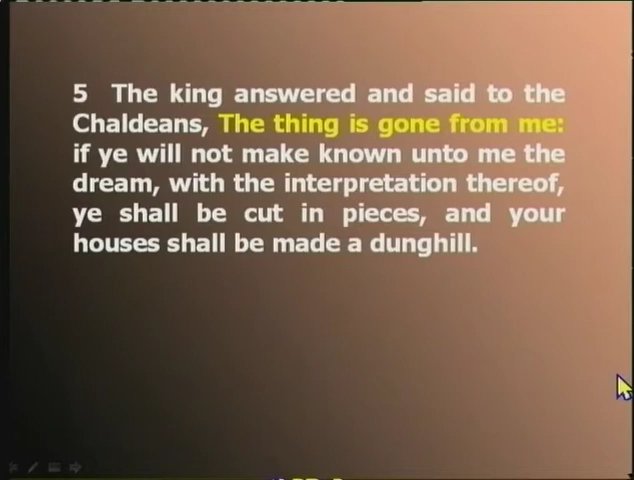 5 The king answered and said to the
Chaldeans, The thing is gone from me:
if ye will not make known unto me the
dream, with the interpretation thereof,
ye shall be cut in pieces, and your
houses shall be made a dunghill.